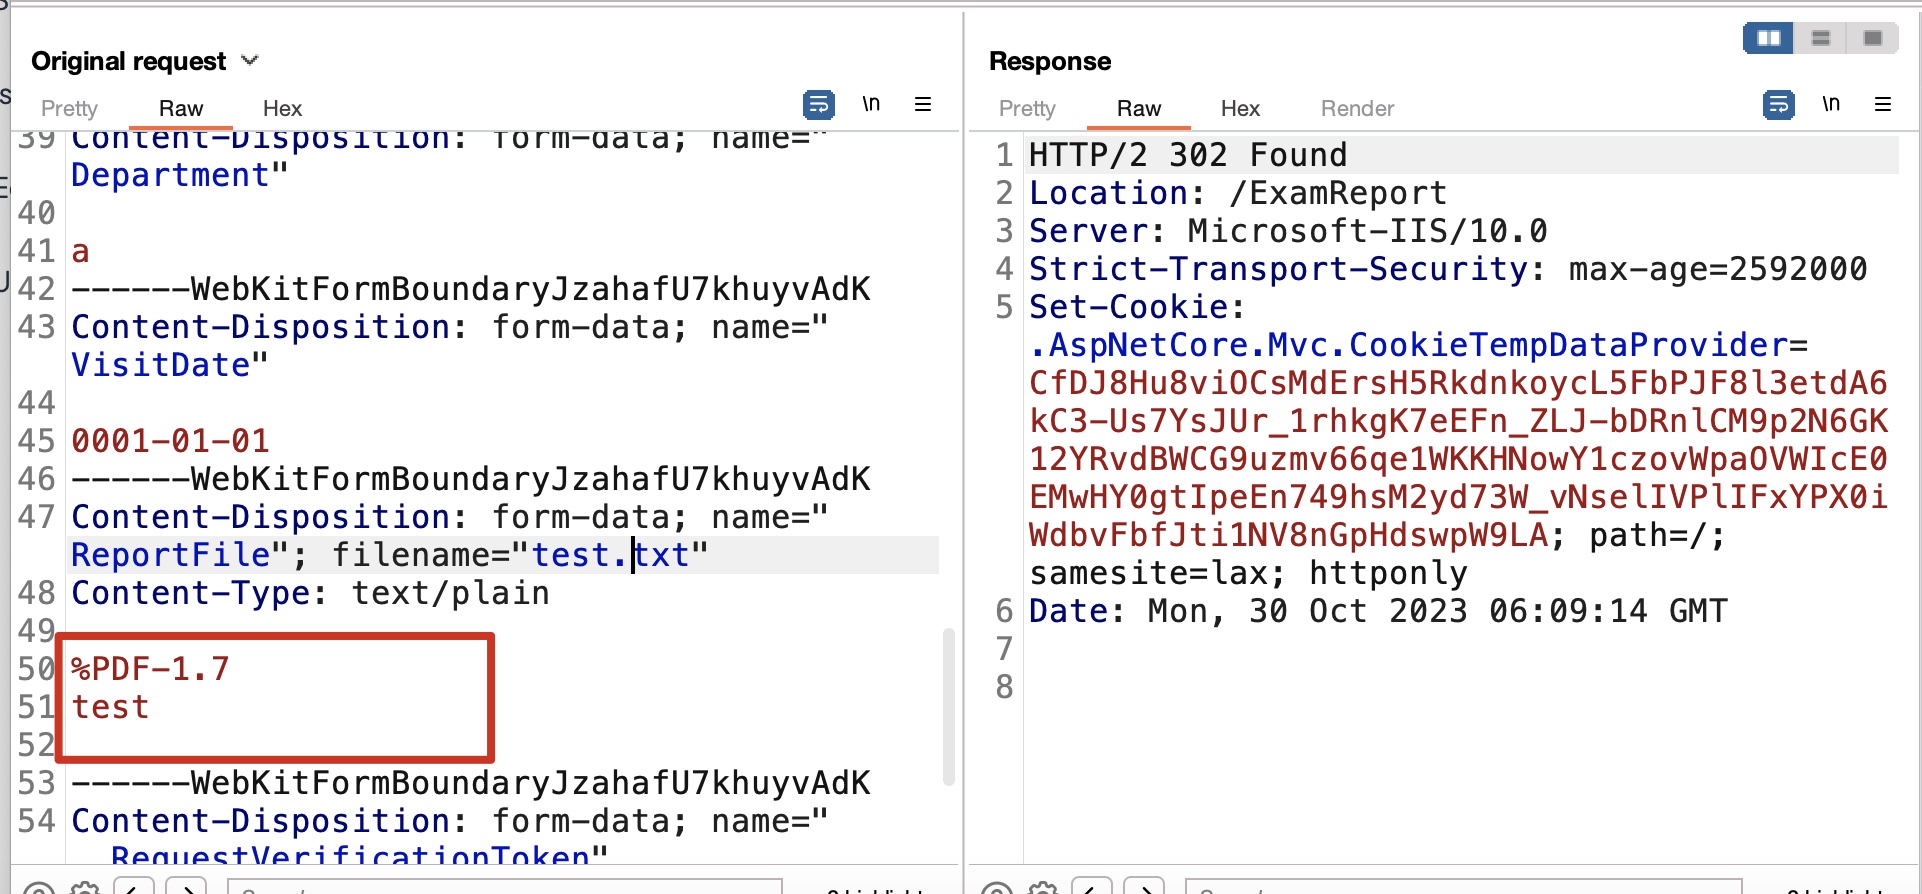 Original request
Pretty Raw Hex \n
39 Content-Disposition: form-data; name="
Department"
40
41 a
42 ------WebKitFormBoundaryJzahafU7khuyvAdK
43 Content-Disposition: form-data; name="
VisitDate"
44
45 0001-01-01
46 ------WebKitFormBoundaryJzahafU7khuyvAdK
47 Content-Disposition: form-data; name="
ReportFile"; filename="test.txt"
48 Content-Type: text/plain
49
50 %PDF-1.7
51 test
52
53 ------WebKitFormBoundaryJzahafU7khuyvAdK
54 Content-Disposition: form-data; name="
__RequestVerificationToken"
Response
Pretty Raw Hex Render \n
1 HTTP/2 302 Found
2 Location: /ExamReport
3 Server: Microsoft-IIS/10.0
4 Strict-Transport-Security: max-age=2592000
5 Set-Cookie:
.AspNetCore.Mvc.CookieTempDataProvider=
CfDJ8Hu8viOCsMdErsH5RkdnkoycL5FbPJF8l3etdA6
kC3-Us7YsJUr_1rhkgK7eEFn_ZLJ-bDRnlCM9p2N6GK
12YRvdBWCG9uzmv66qe1WKKHNowY1czovWpaOVWIcE0
EMwHY0gtIpeEn749hsM2yd73W_vNselIVPlIFxYPX0i
WdbvFbfJti1NV8nGpHdswpW9LA; path=/;
samesite=lax; httponly
6 Date: Mon, 30 Oct 2023 06:09:14 GMT
7
8